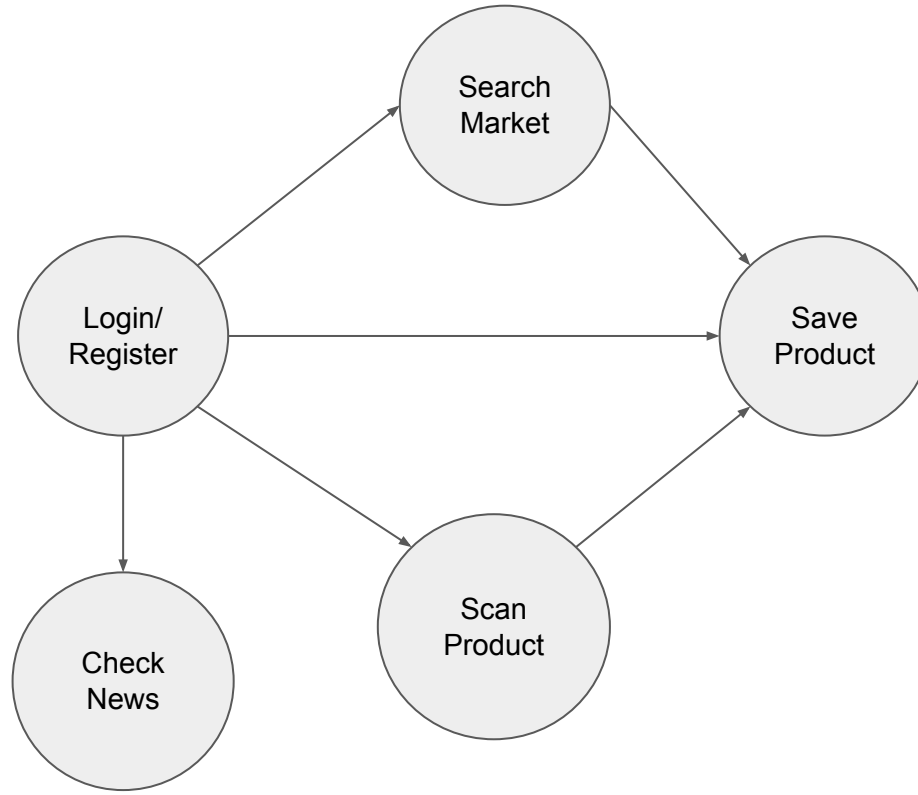 Search
Market
Login/
Register
Save
Product
Scan
Product
Check
News